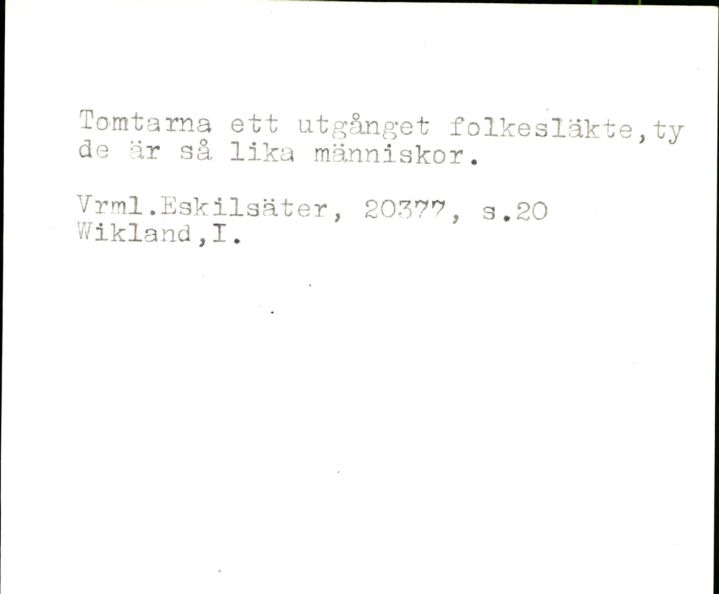 Tomtarna ett utgånget folkesläkte,ty
de är så lika människor.
Vrml.Eskilsäter, 20377, s.20
Wikland,I.